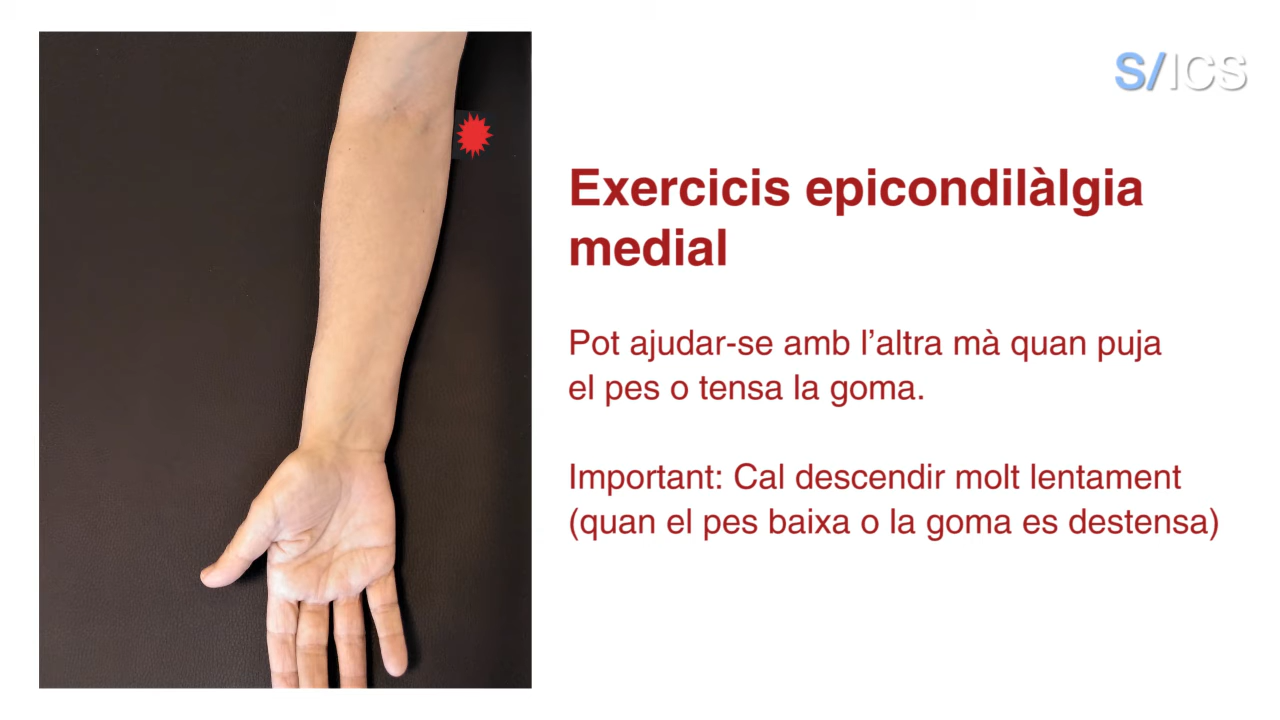 S/ICS
Exercicis epicondilàlgia
medial
Pot ajudar-se amb l’altra mà quan puja
el pes o tensa la goma.
Important: Cal descendir molt lentament
(quan el pes baixa o la goma es destensa)